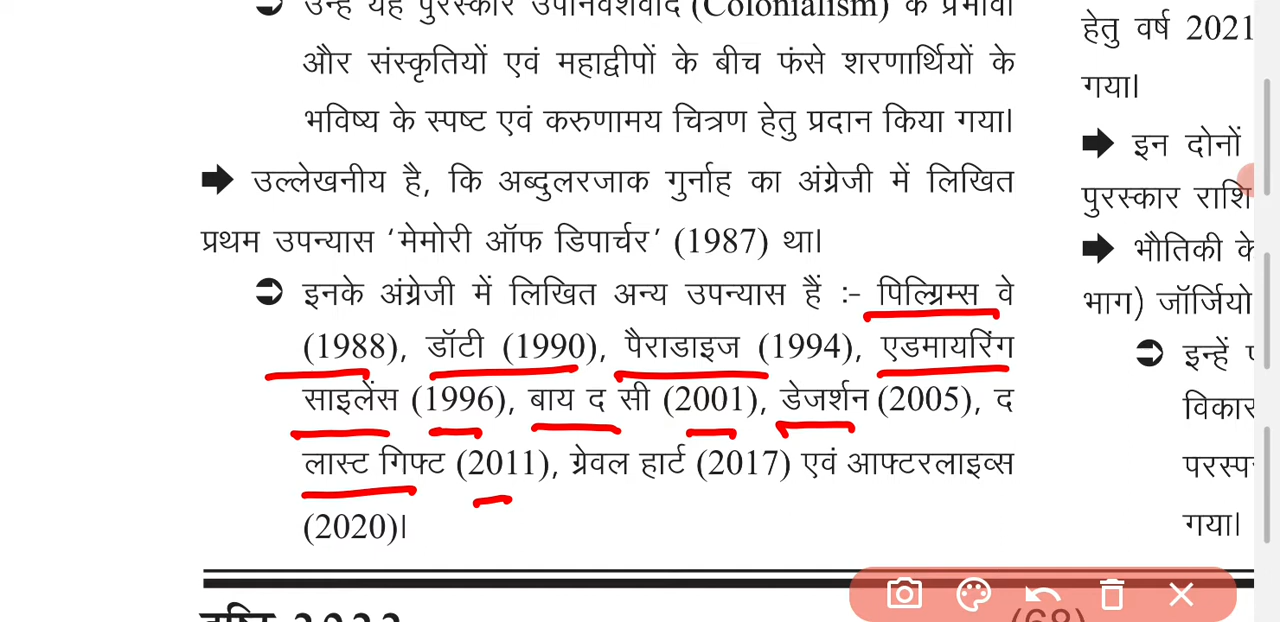 उन्हें यह पुरस्कार उपनिवेशवाद (Colonialism) के प्रभावों
और संस्कृतियों एवं महाद्वीपों के बीच फंसे शरणार्थियों के
भविष्य के स्पष्ट एवं करुणामय चित्रण हेतु प्रदान किया गया।
➡ उल्लेखनीय है, कि अब्दुलरजाक गुर्नाह का अंग्रेजी में लिखित
प्रथम उपन्यास ‘मेमोरी ऑफ डिपार्चर’ (1987) था।
इनके अंग्रेजी में लिखित अन्य उपन्यास हैं :- पिल्ग्रिम्स वे
(1988), डॉटी (1990), पैराडाइज (1994), एडमायरिंग
साइलेंस (1996), बाय द सी (2001), डेजर्शन (2005), द
लास्ट गिफ्ट (2011), ग्रेवल हार्ट (2017) एवं आफ्टरलाइव्स
(2020)।
हेतु वर्ष 2021
गया।
➡ इन दोनों
पुरस्कार राशि
➡ भौतिकी के
भाग) जॉर्जियो
इन्हें
विकास
गया।
(68)